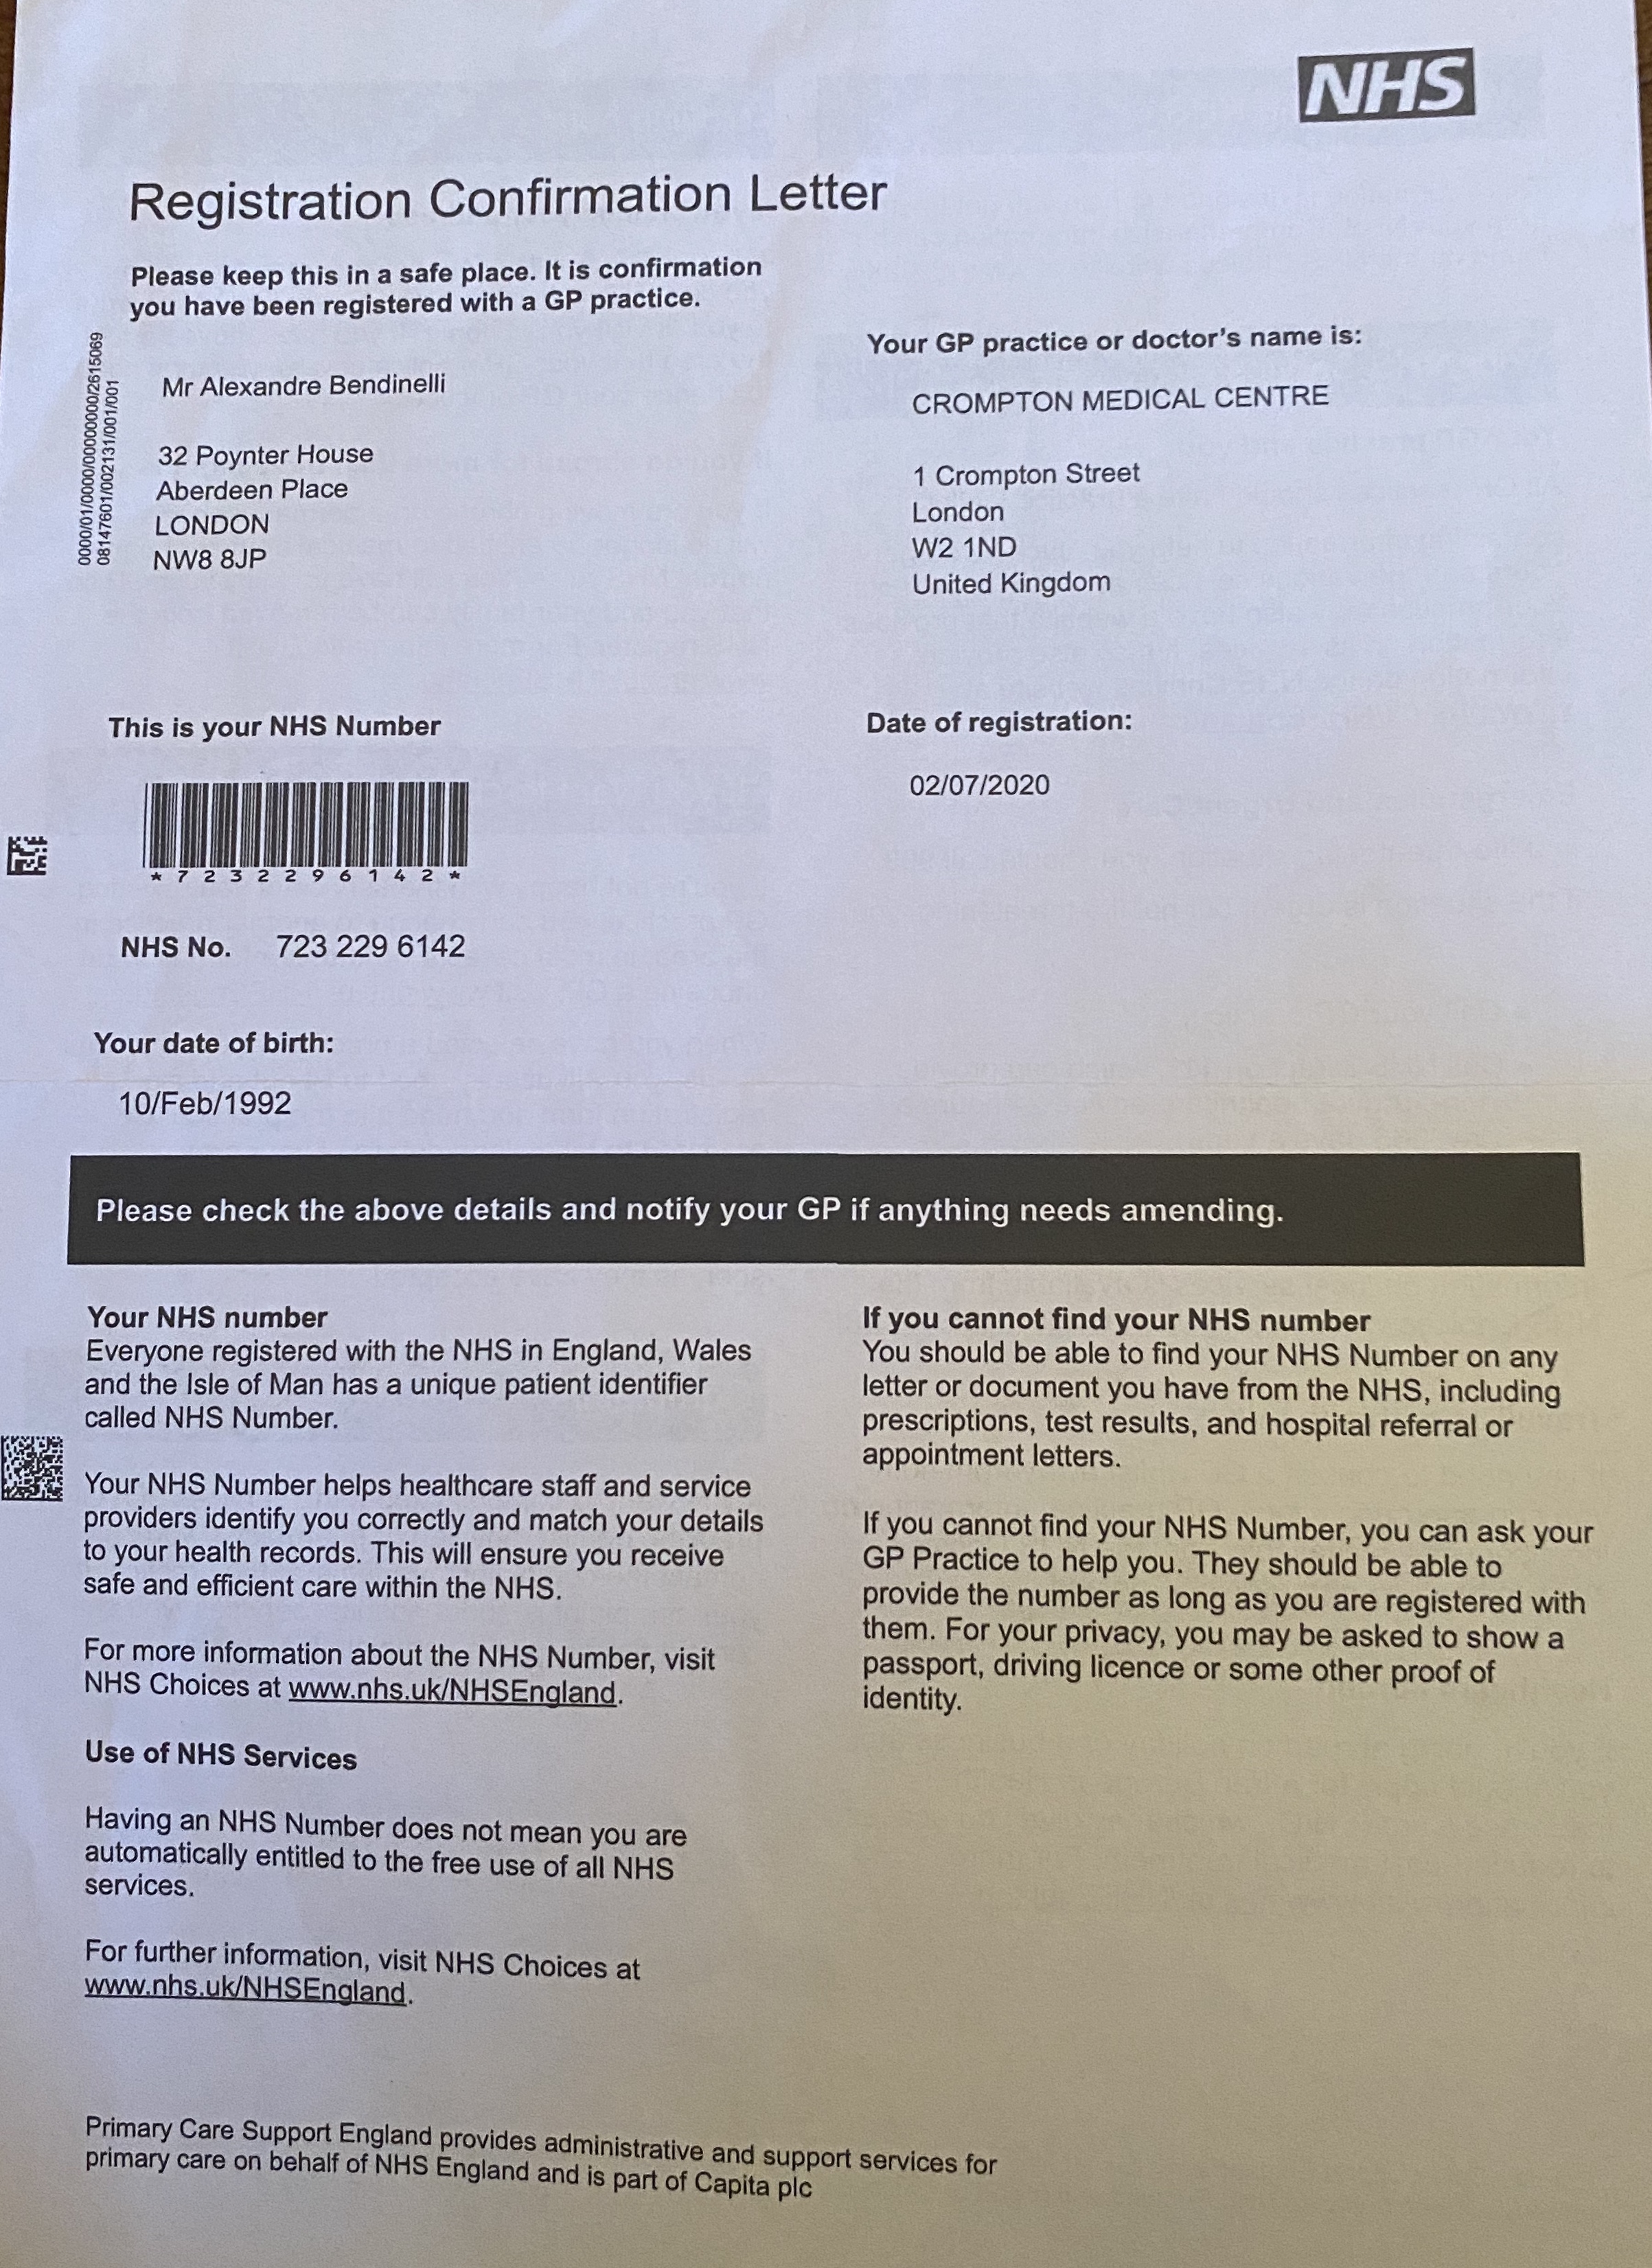 NHS
Registration Confirmation Letter
Please keep this in a safe place. It is confirmation
you have been registered with a GP practice.
0000/01/0000/0000000/2615069
08147601/002131/001/001
Mr Alexandre Bendinelli
32 Poynter House
Aberdeen Place
LONDON
NW8 8JP
Your GP practice or doctor's name is:
CROMPTON MEDICAL CENTRE
1 Crompton Street
London
W2 1ND
United Kingdom
This is your NHS Number
*7232296142*
NHS No. 723 229 6142
Date of registration:
02/07/2020
Your date of birth:
10/Feb/1992
Please check the above details and notify your GP if anything needs amending.
Your NHS number
Everyone registered with the NHS in England, Wales
and the Isle of Man has a unique patient identifier
called NHS Number.
Your NHS Number helps healthcare staff and service
providers identify you correctly and match your details
to your health records. This will ensure you receive
safe and efficient care within the NHS.
For more information about the NHS Number, visit
NHS Choices at www.nhs.uk/NHSEngland.
Use of NHS Services
Having an NHS Number does not mean you are
automatically entitled to the free use of all NHS
services.
For further information, visit NHS Choices at
www.nhs.uk/NHSEngland.
If you cannot find your NHS number
You should be able to find your NHS Number on any
letter or document you have from the NHS, including
prescriptions, test results, and hospital referral or
appointment letters.
If you cannot find your NHS Number, you can ask your
GP Practice to help you. They should be able to
provide the number as long as you are registered with
them. For your privacy, you may be asked to show a
passport, driving licence or some other proof of
identity.
Primary Care Support England provides administrative and support services for
primary care on behalf of NHS England and is part of Capita plc